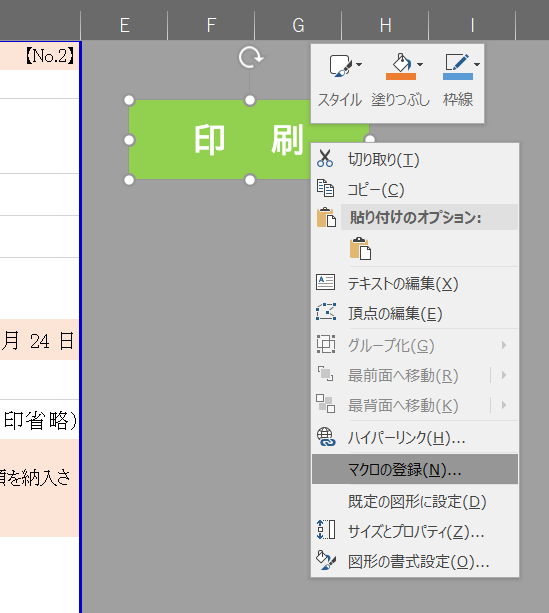 E F G H I
【No.2】
スタイル 塗りつぶし 枠線
印 刷
切り取り(T)
コピー(C)
貼り付けのオプション:
テキストの編集(X)
頂点の編集(E)
月 24 日
グループ化(G)
最前面へ移動(R)
最背面へ移動(K)
印省略)
ハイパーリンク(H)...
マクロの登録(N)...
を納入さ
既定の図形に設定(D)
サイズとプロパティ(Z)...
図形の書式設定(O)...